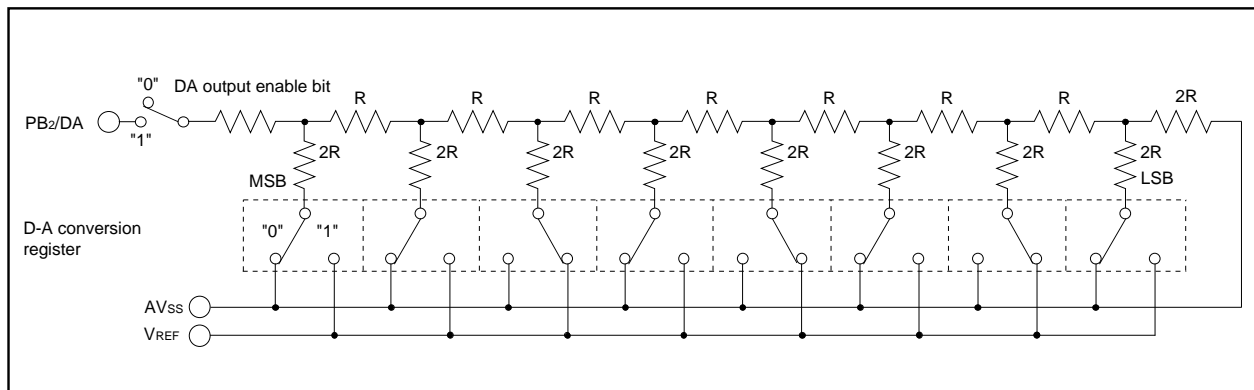 "0" DA output enable bit
R R R R R R R 2R
PB2/DA
"1"
2R 2R 2R 2R 2R 2R 2R 2R
MSB LSB
D-A conversion
register
"0" "1"
AVSS
VREF